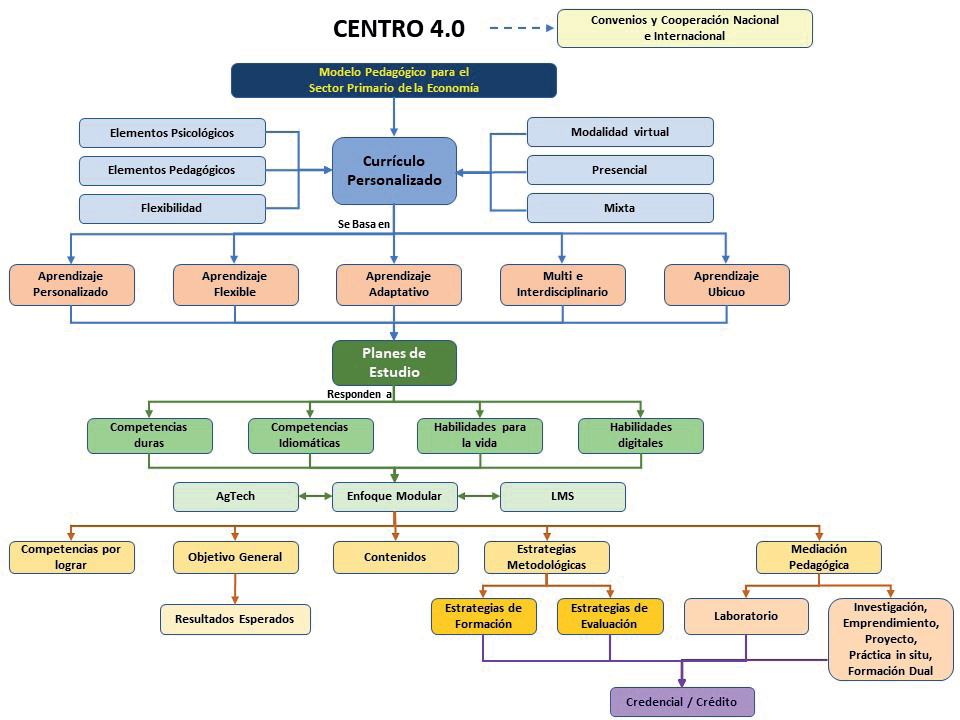 CENTRO 4.0
Convenios y Cooperación Nacional
e Internacional
Modelo Pedagógico para el
Sector Primario de la Economía
Elementos Psicológicos
Elementos Pedagógicos
Flexibilidad
Currículo
Personalizado
Modalidad virtual
Presencial
Mixta
Se Basa en
Aprendizaje
Personalizado
Aprendizaje
Flexible
Aprendizaje
Adaptativo
Multi e
Interdisciplinario
Aprendizaje
Ubicuo
Planes de
Estudio
Responden a
Competencias
duras
Competencias
Idiomáticas
Habilidades para
la vida
Habilidades
digitales
AgTech
Enfoque Modular
LMS
Competencias por
lograr
Objetivo General
Contenidos
Estrategias
Metodológicas
Mediación
Pedagógica
Resultados Esperados
Estrategias de
Formación
Estrategias de
Evaluación
Laboratorio
Investigación,
Emprendimiento,
Proyecto,
Práctica in situ,
Formación Dual
Credencial / Crédito